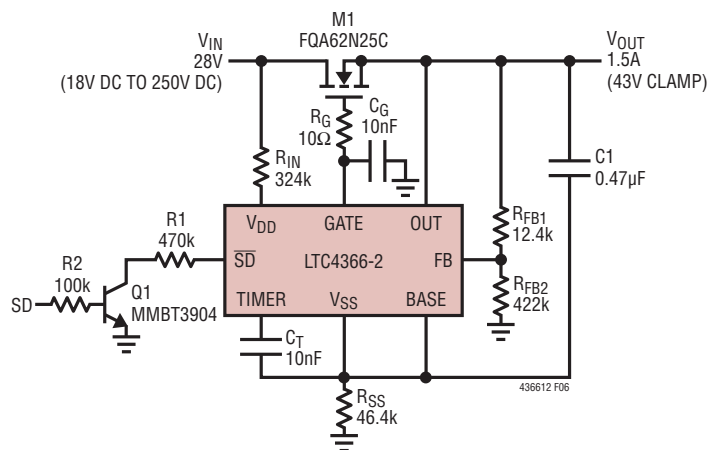 M1
FQA62N25C
VIN
28V
(18V DC TO 250V DC)
VOUT
1.5A
(43V CLAMP)
RG
10Ω
CG
10nF
RIN
324k
C1
0.47µF
VDD
GATE
OUT
RFB1
12.4k
R1
470k
SD
LTC4366-2
FB
R2
100k
SD
Q1
MMBT3904
RFB2
422k
TIMER
VSS
BASE
CT
10nF
436612 F06
RSS
46.4k